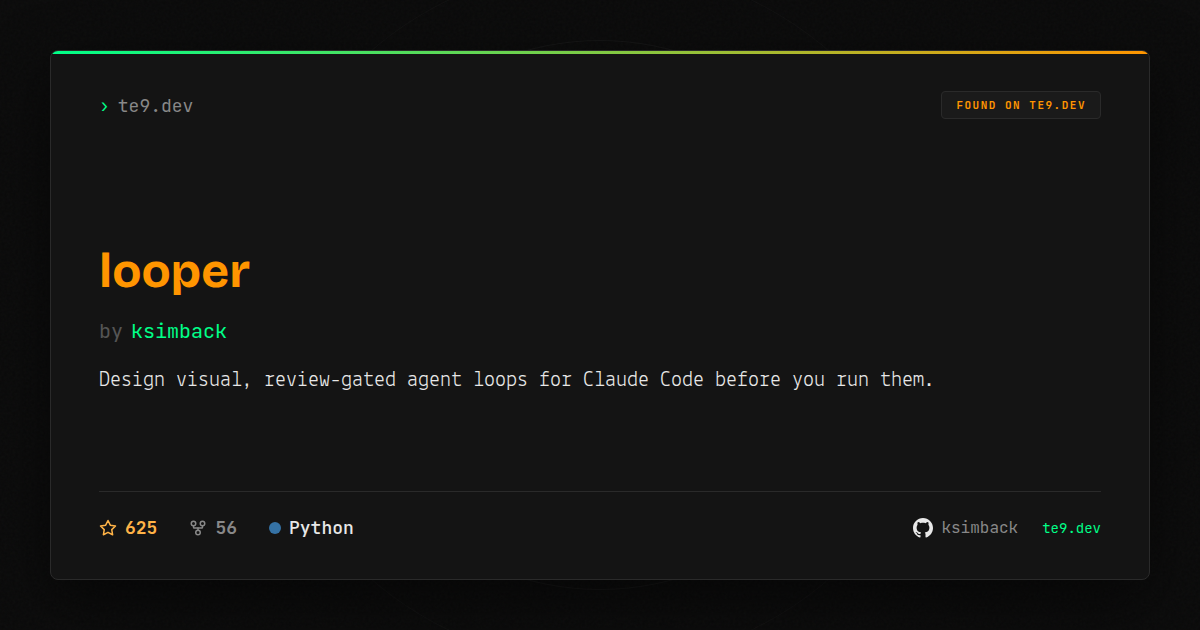 › te9.dev
FOUND ON TE9.DEV
looper
by ksimback
Design visual, review-gated agent loops for Claude Code before you run them.
625 56 Python
ksimback te9.dev